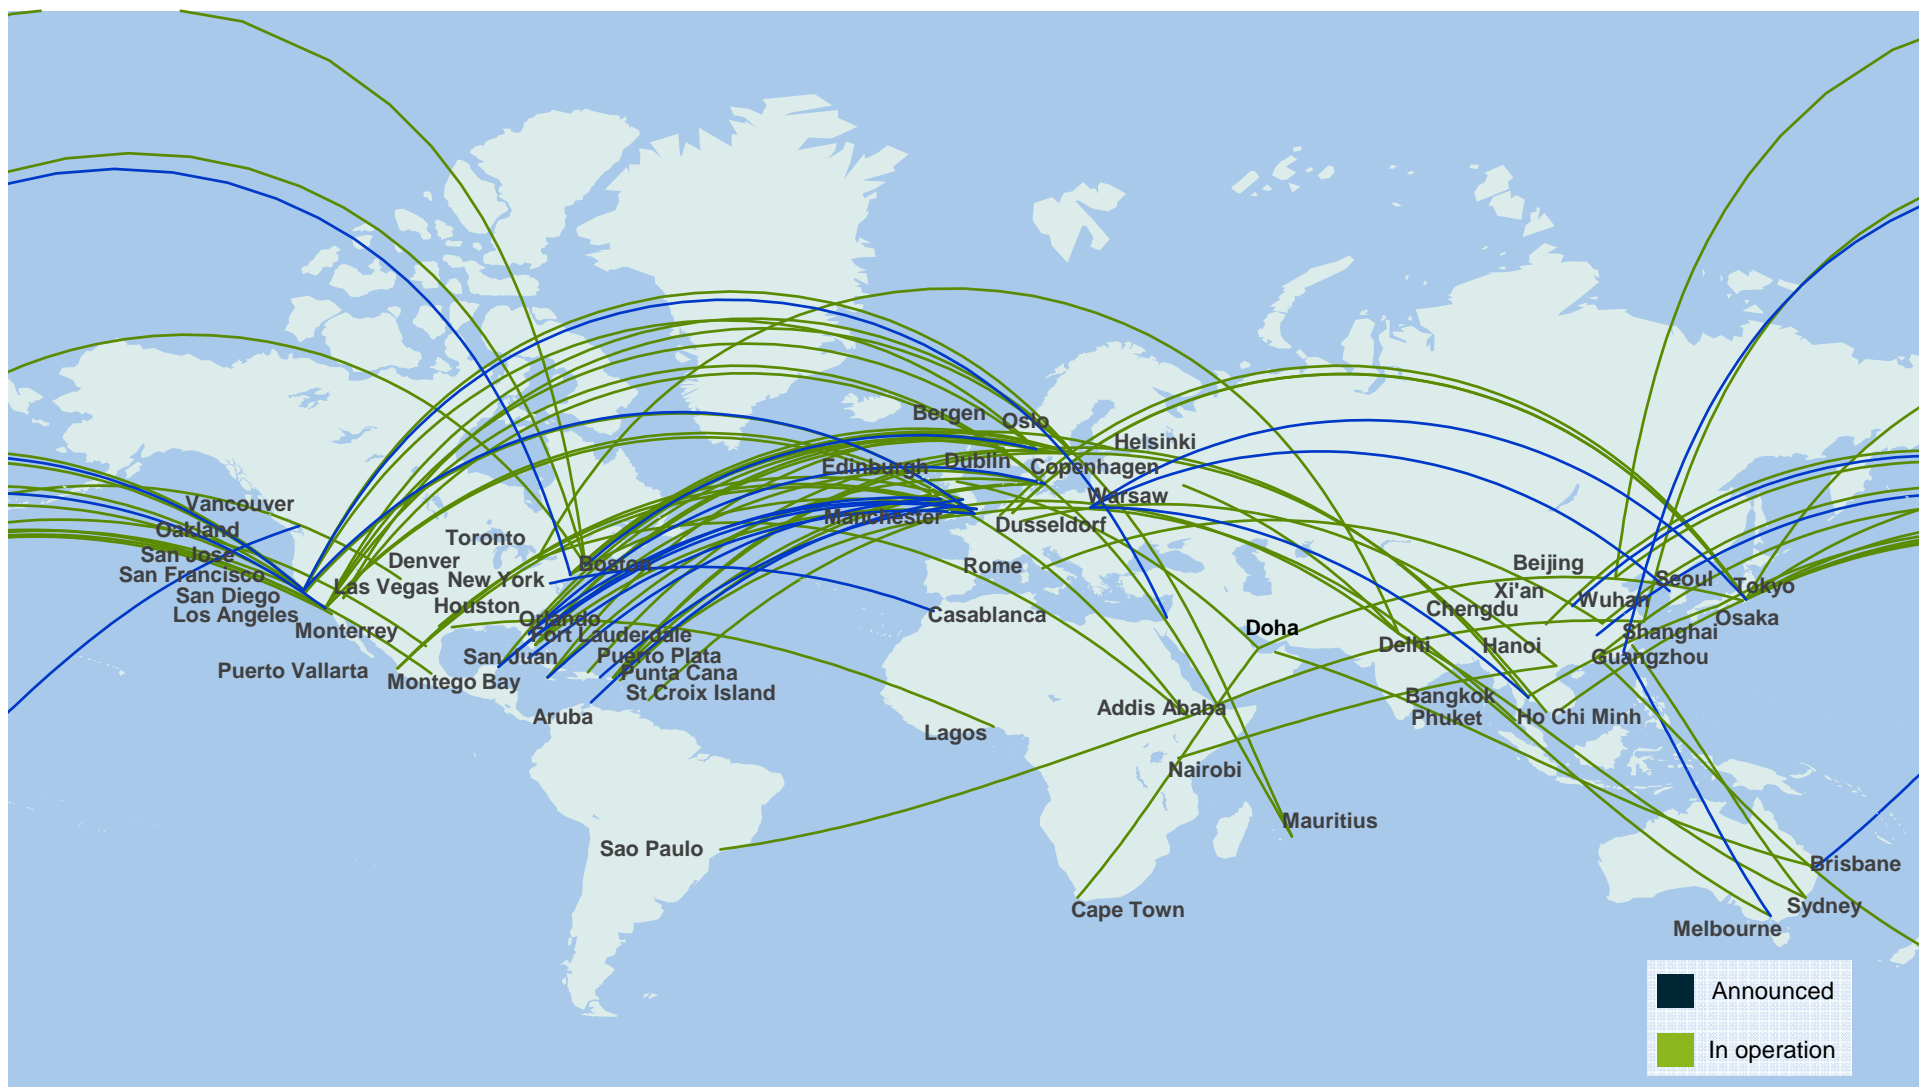 Bergen
Oslo
Helsinki
Edinburgh
Dublin
Copenhagen
Warsaw
Manchester
Dusseldorf
Vancouver
Oakland
San Jose
San Francisco
San Diego
Los Angeles
Toronto
Denver
Las Vegas
New York
Boston
Houston
Orlando
Fort Lauderdale
Monterrey
Puerto Vallarta
Montego Bay
San Juan
Puerto Plata
Punta Cana
St Croix Island
Aruba
Rome
Casablanca
Lagos
Addis Ababa
Nairobi
Mauritius
Sao Paulo
Cape Town
Doha
Delhi
Beijing
Xi'an
Chengdu
Wuhan
Seoul
Tokyo
Osaka
Shanghai
Guangzhou
Hanoi
Bangkok
Phuket
Ho Chi Minh
Brisbane
Sydney
Melbourne
Announced
In operation